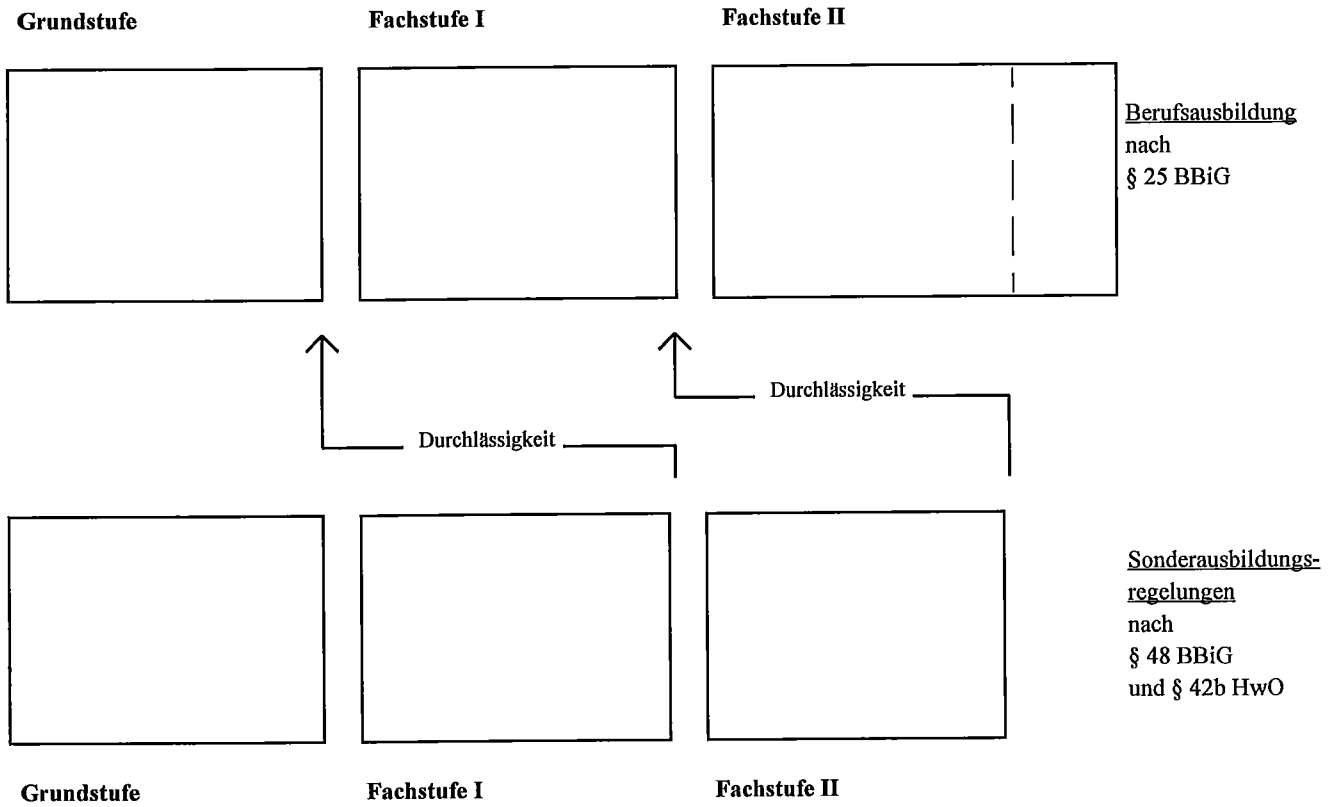 Grundstufe
Fachstufe I
Fachstufe II
Berufsausbildung
nach
§ 25 BBiG
Durchlässigkeit
Durchlässigkeit
Sonderausbildungs-
regelungen
nach
§ 48 BBiG
und § 42b HwO
Grundstufe
Fachstufe I
Fachstufe II